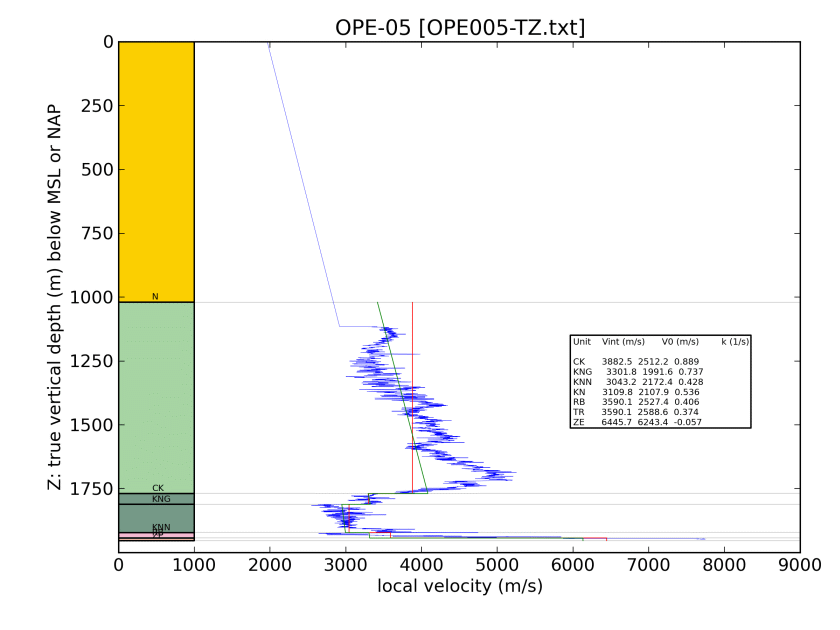 OPE-05 [OPE005-TZ.txt]
Z: true vertical depth (m) below MSL or NAP
0
250
500
750
1000
1250
1500
1750
N
CK
KNG
KNN
Unit Vint (m/s) V0 (m/s) k (1/s)
CK 3882.5 2512.2 0.889
KNG 3301.8 1991.6 0.737
KNN 3043.2 2172.4 0.428
KN 3109.8 2107.9 0.536
RB 3590.1 2527.4 0.406
TR 3590.1 2588.6 0.374
ZE 6445.7 6243.4 -0.057
0 1000 2000 3000 4000 5000 6000 7000 8000 9000
local velocity (m/s)